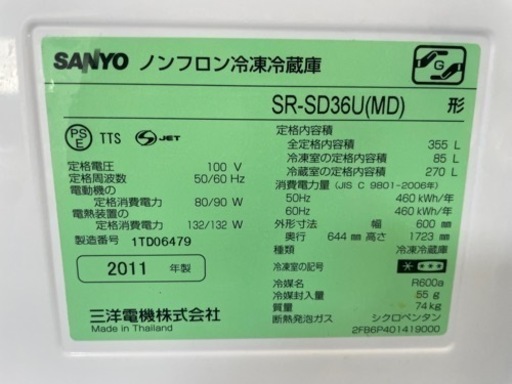 SANYO ノンフロン冷凍冷蔵庫
G
SR-SD36U(MD) 形
PS E TTS S-JET
定格電圧 100 V
定格周波数 50/60 Hz
電動機の
定格消費電力 80/90 W
電熱装置の
定格消費電力 132/132 W
製造番号 1TD06479
2011 年製
三洋電機株式会社
Made in Thailand
定格内容積
全定格内容積 355 L
冷凍室の定格内容積 85 L
冷蔵室の定格内容積 270 L
消費電力量 (JIS C 9801-2006年)
50Hz 460 kWh/年
60Hz 460 kWh/年
外形寸法 幅 600 mm
奥行 644 mm 高さ 1723 mm
種類 冷凍冷蔵庫
冷凍室の記号
冷媒名 R600a
冷媒封入量 55 g
質量 74 kg
断熱発泡ガス シクロペンタン
2FB6P401419000